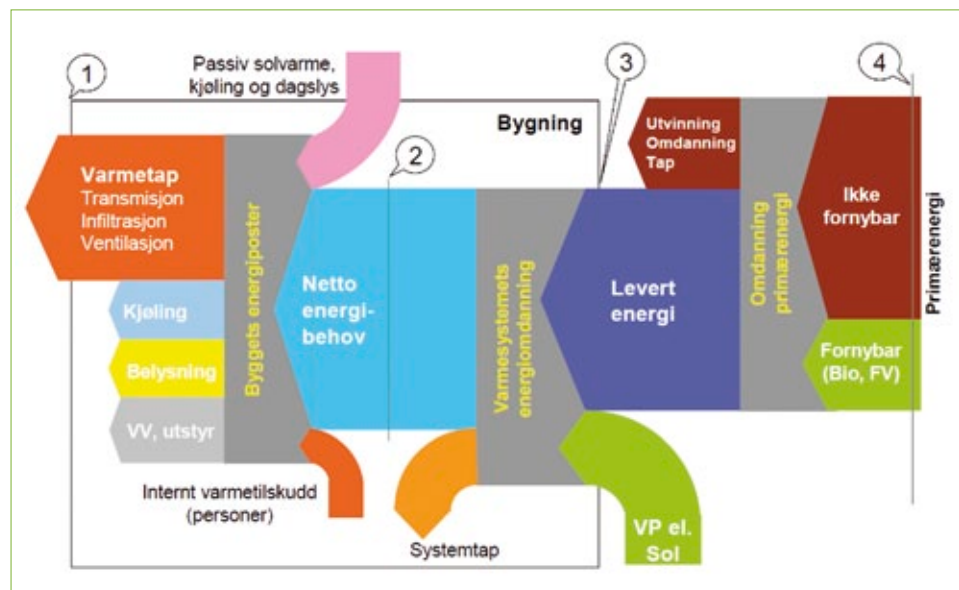 1
Passiv solvarme,
kjøling og dagslys
3
4
Bygning
Utvinning
Omdanning
Tap
2
Varmetap
Transmisjon
Infiltrasjon
Ventilasjon
Byggets energiposter
Netto
energi-
behov
Varmesystemets
energiomdanning
Levert
energi
Omdanning
primærenergi
Ikke
fornybar
Primærenergi
Kjøling
Belysning
VV, utstyr
Fornybar
(Bio, FV)
Internt varmetilskudd
(personer)
Systemtap
VP el.
Sol